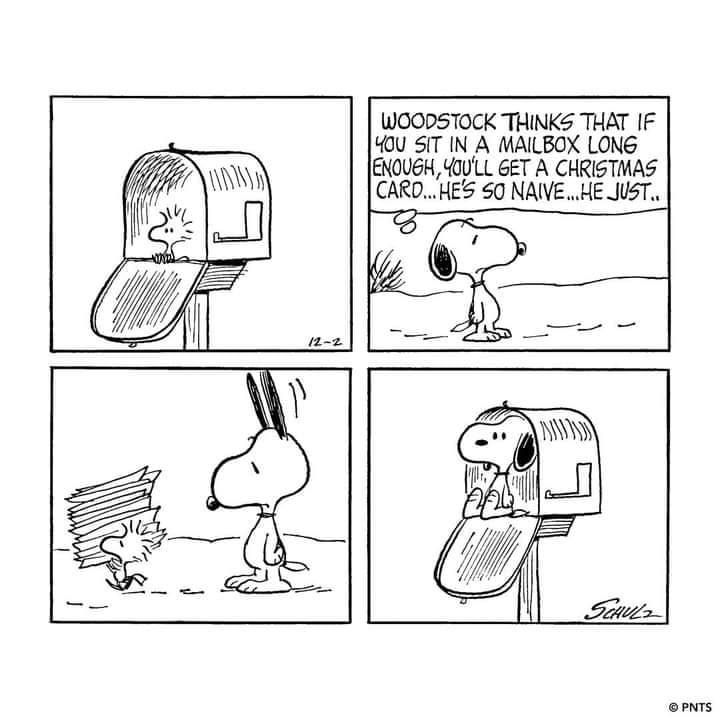 12-2
WOODSTOCK THINKS THAT IF
YOU SIT IN A MAILBOX LONG
ENOUGH, YOU'LL GET A CHRISTMAS
CARD... HE'S SO NAIVE... HE JUST..
SCHULZ
© PNTS